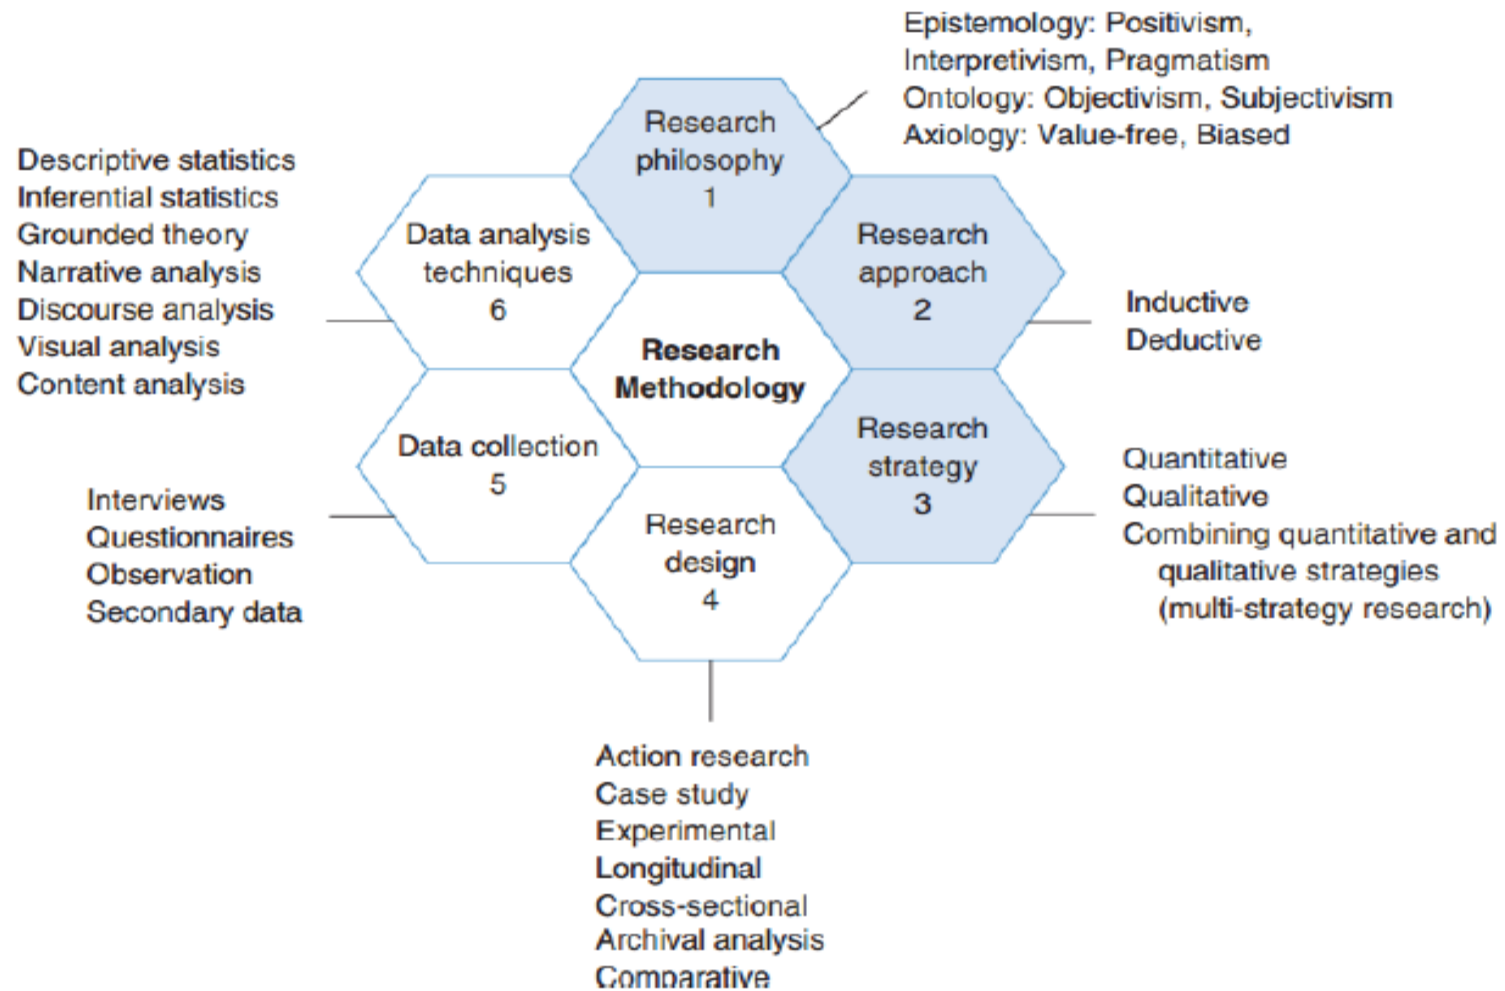 Epistemology: Positivism,
Interpretivism, Pragmatism
Ontology: Objectivism, Subjectivism
Axiology: Value-free, Biased
Research
philosophy
1
Research
approach
2
Inductive
Deductive
Research
strategy
3
Quantitative
Qualitative
Combining quantitative and
qualitative strategies
(multi-strategy research)
Research
design
4
Action research
Case study
Experimental
Longitudinal
Cross-sectional
Archival analysis
Comparative
Data collection
5
Interviews
Questionnaires
Observation
Secondary data
Data analysis
techniques
6
Descriptive statistics
Inferential statistics
Grounded theory
Narrative analysis
Discourse analysis
Visual analysis
Content analysis
Research
Methodology